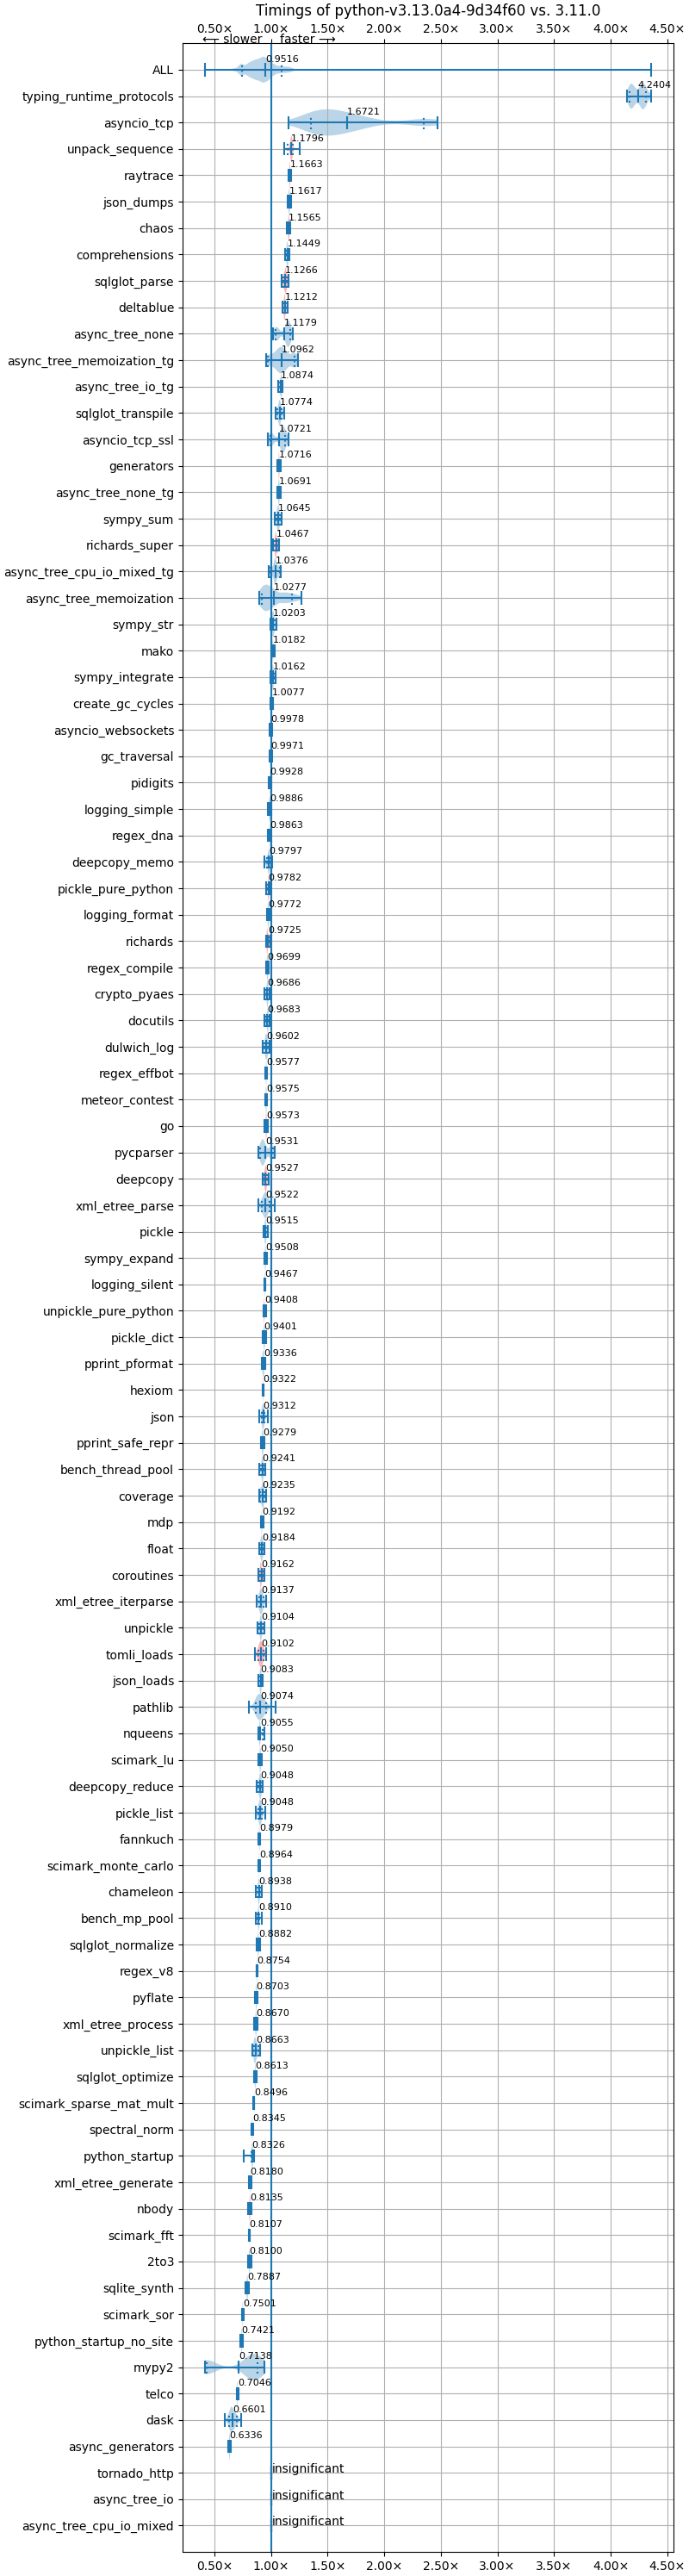 Timings of python-v3.13.0a4-9d34f60 vs. 3.11.0
0.50× 1.00× 1.50× 2.00× 2.50× 3.00× 3.50× 4.00× 4.50×
⟵ slower faster ⟶
ALL 0.9516
typing_runtime_protocols 4.2404
asyncio_tcp 1.6721
unpack_sequence 1.1796
raytrace 1.1663
json_dumps 1.1617
chaos 1.1565
comprehensions 1.1449
sqlglot_parse 1.1266
deltablue 1.1212
async_tree_none 1.1179
async_tree_memoization_tg 1.0962
async_tree_io_tg 1.0874
sqlglot_transpile 1.0774
asyncio_tcp_ssl 1.0721
generators 1.0716
async_tree_none_tg 1.0691
sympy_sum 1.0645
richards_super 1.0467
async_tree_cpu_io_mixed_tg 1.0376
async_tree_memoization 1.0277
sympy_str 1.0203
mako 1.0182
sympy_integrate 1.0162
create_gc_cycles 1.0077
asyncio_websockets 0.9978
gc_traversal 0.9971
pidigits 0.9928
logging_simple 0.9886
regex_dna 0.9863
deepcopy_memo 0.9797
pickle_pure_python 0.9782
logging_format 0.9772
richards 0.9725
regex_compile 0.9699
crypto_pyaes 0.9686
docutils 0.9683
dulwich_log 0.9602
regex_effbot 0.9577
meteor_contest 0.9575
go 0.9573
pycparser 0.9531
deepcopy 0.9527
xml_etree_parse 0.9522
pickle 0.9515
sympy_expand 0.9508
logging_silent 0.9467
unpickle_pure_python 0.9408
pickle_dict 0.9401
pprint_pformat 0.9336
hexiom 0.9322
json 0.9312
pprint_safe_repr 0.9279
bench_thread_pool 0.9241
coverage 0.9235
mdp 0.9192
float 0.9184
coroutines 0.9162
xml_etree_iterparse 0.9137
unpickle 0.9104
tomli_loads 0.9102
json_loads 0.9083
pathlib 0.9074
nqueens 0.9055
scimark_lu 0.9050
deepcopy_reduce 0.9048
pickle_list 0.9048
fannkuch 0.8979
scimark_monte_carlo 0.8964
chameleon 0.8938
bench_mp_pool 0.8910
sqlglot_normalize 0.8882
regex_v8 0.8754
pyflate 0.8703
xml_etree_process 0.8670
unpickle_list 0.8663
sqlglot_optimize 0.8613
scimark_sparse_mat_mult 0.8496
spectral_norm 0.8345
python_startup 0.8326
xml_etree_generate 0.8180
nbody 0.8135
scimark_fft 0.8107
2to3 0.8100
sqlite_synth 0.7887
scimark_sor 0.7501
python_startup_no_site 0.7421
mypy2 0.7138
telco 0.7046
dask 0.6601
async_generators 0.6336
tornado_http insignificant
async_tree_io insignificant
async_tree_cpu_io_mixed insignificant
0.50× 1.00× 1.50× 2.00× 2.50× 3.00× 3.50× 4.00× 4.50×